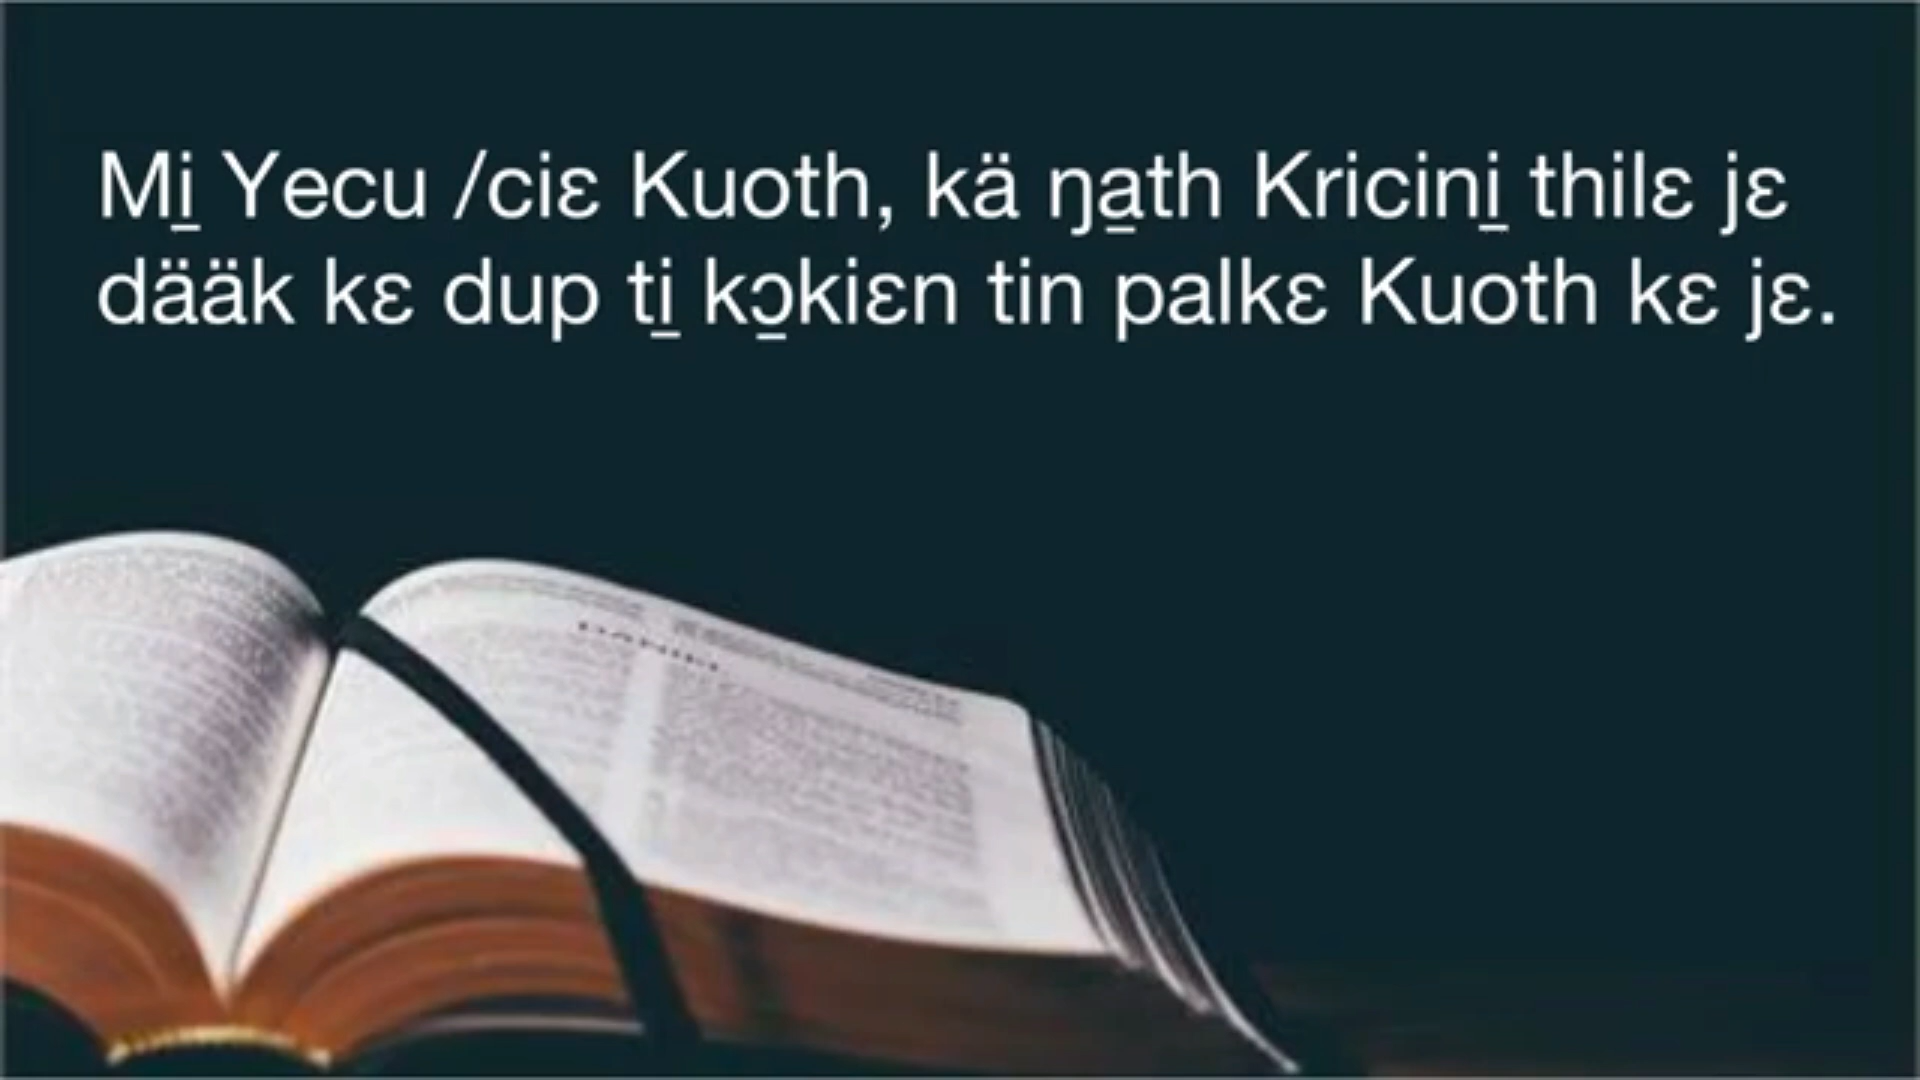 Mi̱ Yecu /ciɛ Kuoth, kä ŋa̱th Kricini̱ thilɛ jɛ
dääk kɛ dup ti̱ kɔ̱kiɛn tin palkɛ Kuoth kɛ jɛ.